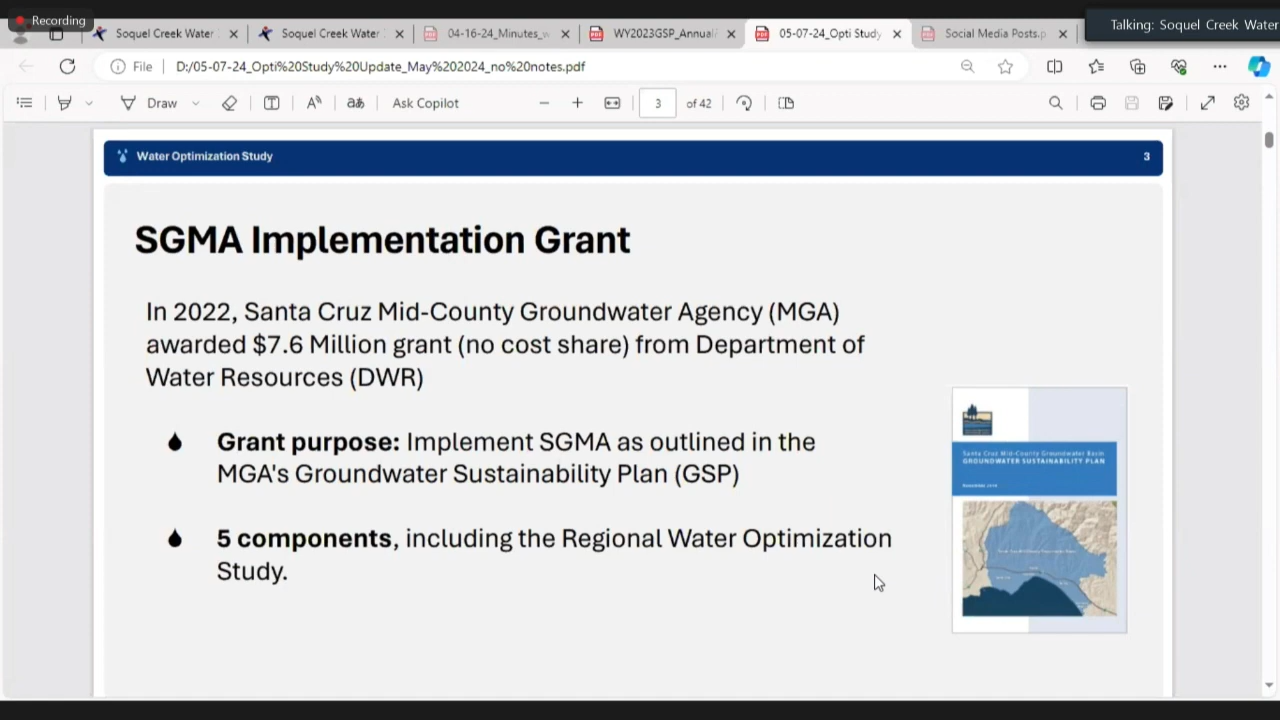 Recording
Talking: Soquel Creek Water
Soquel Creek Water
Soquel Creek Water
04-16-24_Minutes_
WY2023GSP_Annual
05-07-24_Opti Study
Social Media Posts.p
File
D:/05-07-24_Opti%20Study%20Update_May%202024_no%20notes.pdf
Draw
Ask Copilot
3
of 42
Water Optimization Study
3
SGMA Implementation Grant
In 2022, Santa Cruz Mid-County Groundwater Agency (MGA)
awarded $7.6 Million grant (no cost share) from Department of
Water Resources (DWR)
Grant purpose: Implement SGMA as outlined in the
MGA's Groundwater Sustainability Plan (GSP)
5 components, including the Regional Water Optimization
Study.
Santa Cruz Mid-County Groundwater Basin
GROUNDWATER SUSTAINABILITY PLAN